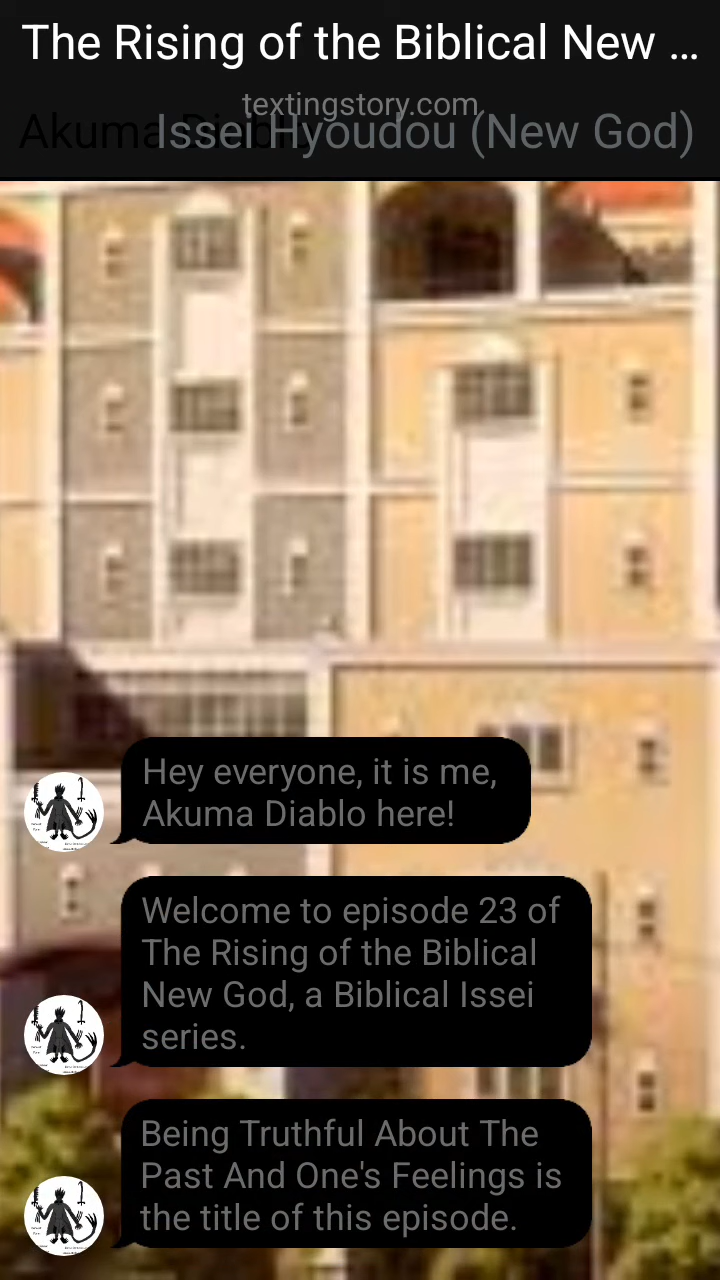 The Rising of the Biblical New ...
textingstory.com
Akuma Diablo
Issei Hyoudou (New God)
Hey everyone, it is me,
Akuma Diablo here!
Welcome to episode 23 of
The Rising of the Biblical
New God, a Biblical Issei
series.
Being Truthful About The
Past And One's Feelings is
the title of this episode.